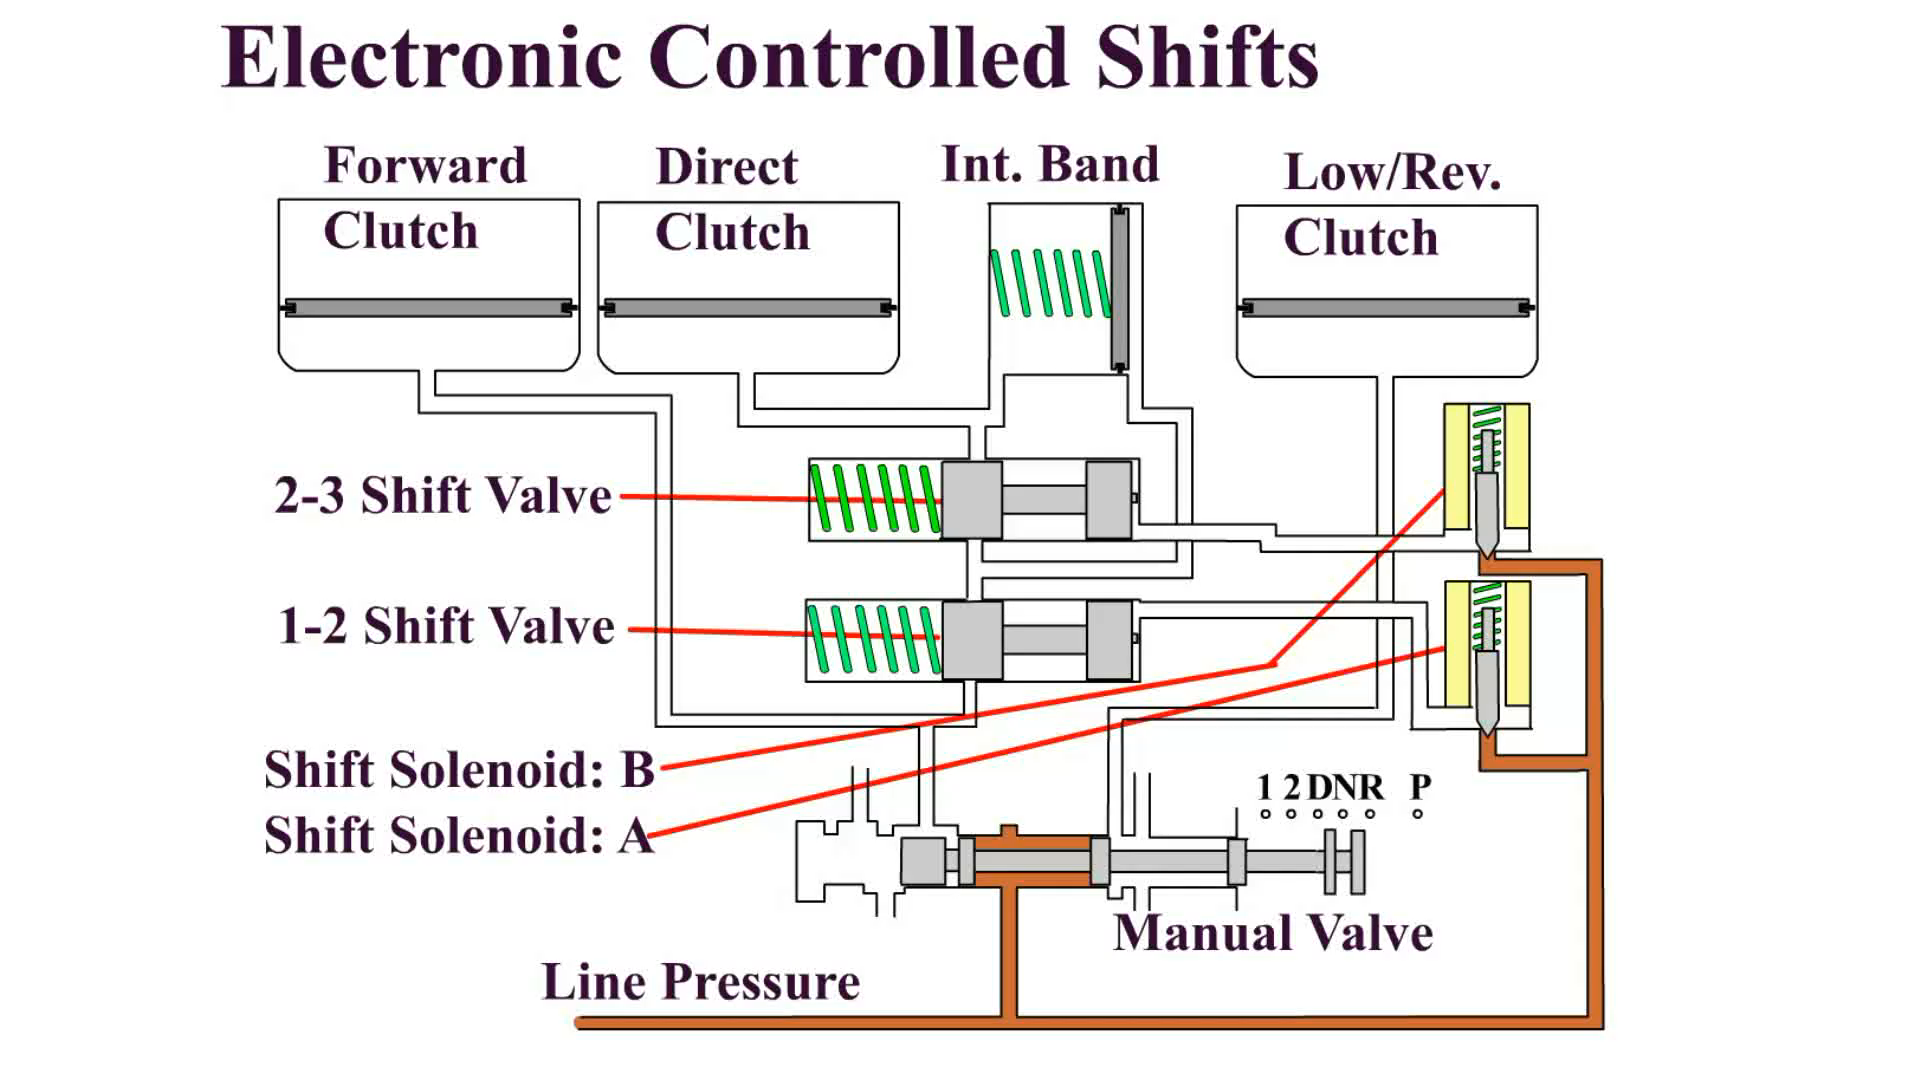 Electronic Controlled Shifts
Forward
Clutch
Direct
Clutch
Int. Band
Low/Rev.
Clutch
2-3 Shift Valve
1-2 Shift Valve
Shift Solenoid: B
Shift Solenoid: A
1 2 D N R P
Manual Valve
Line Pressure